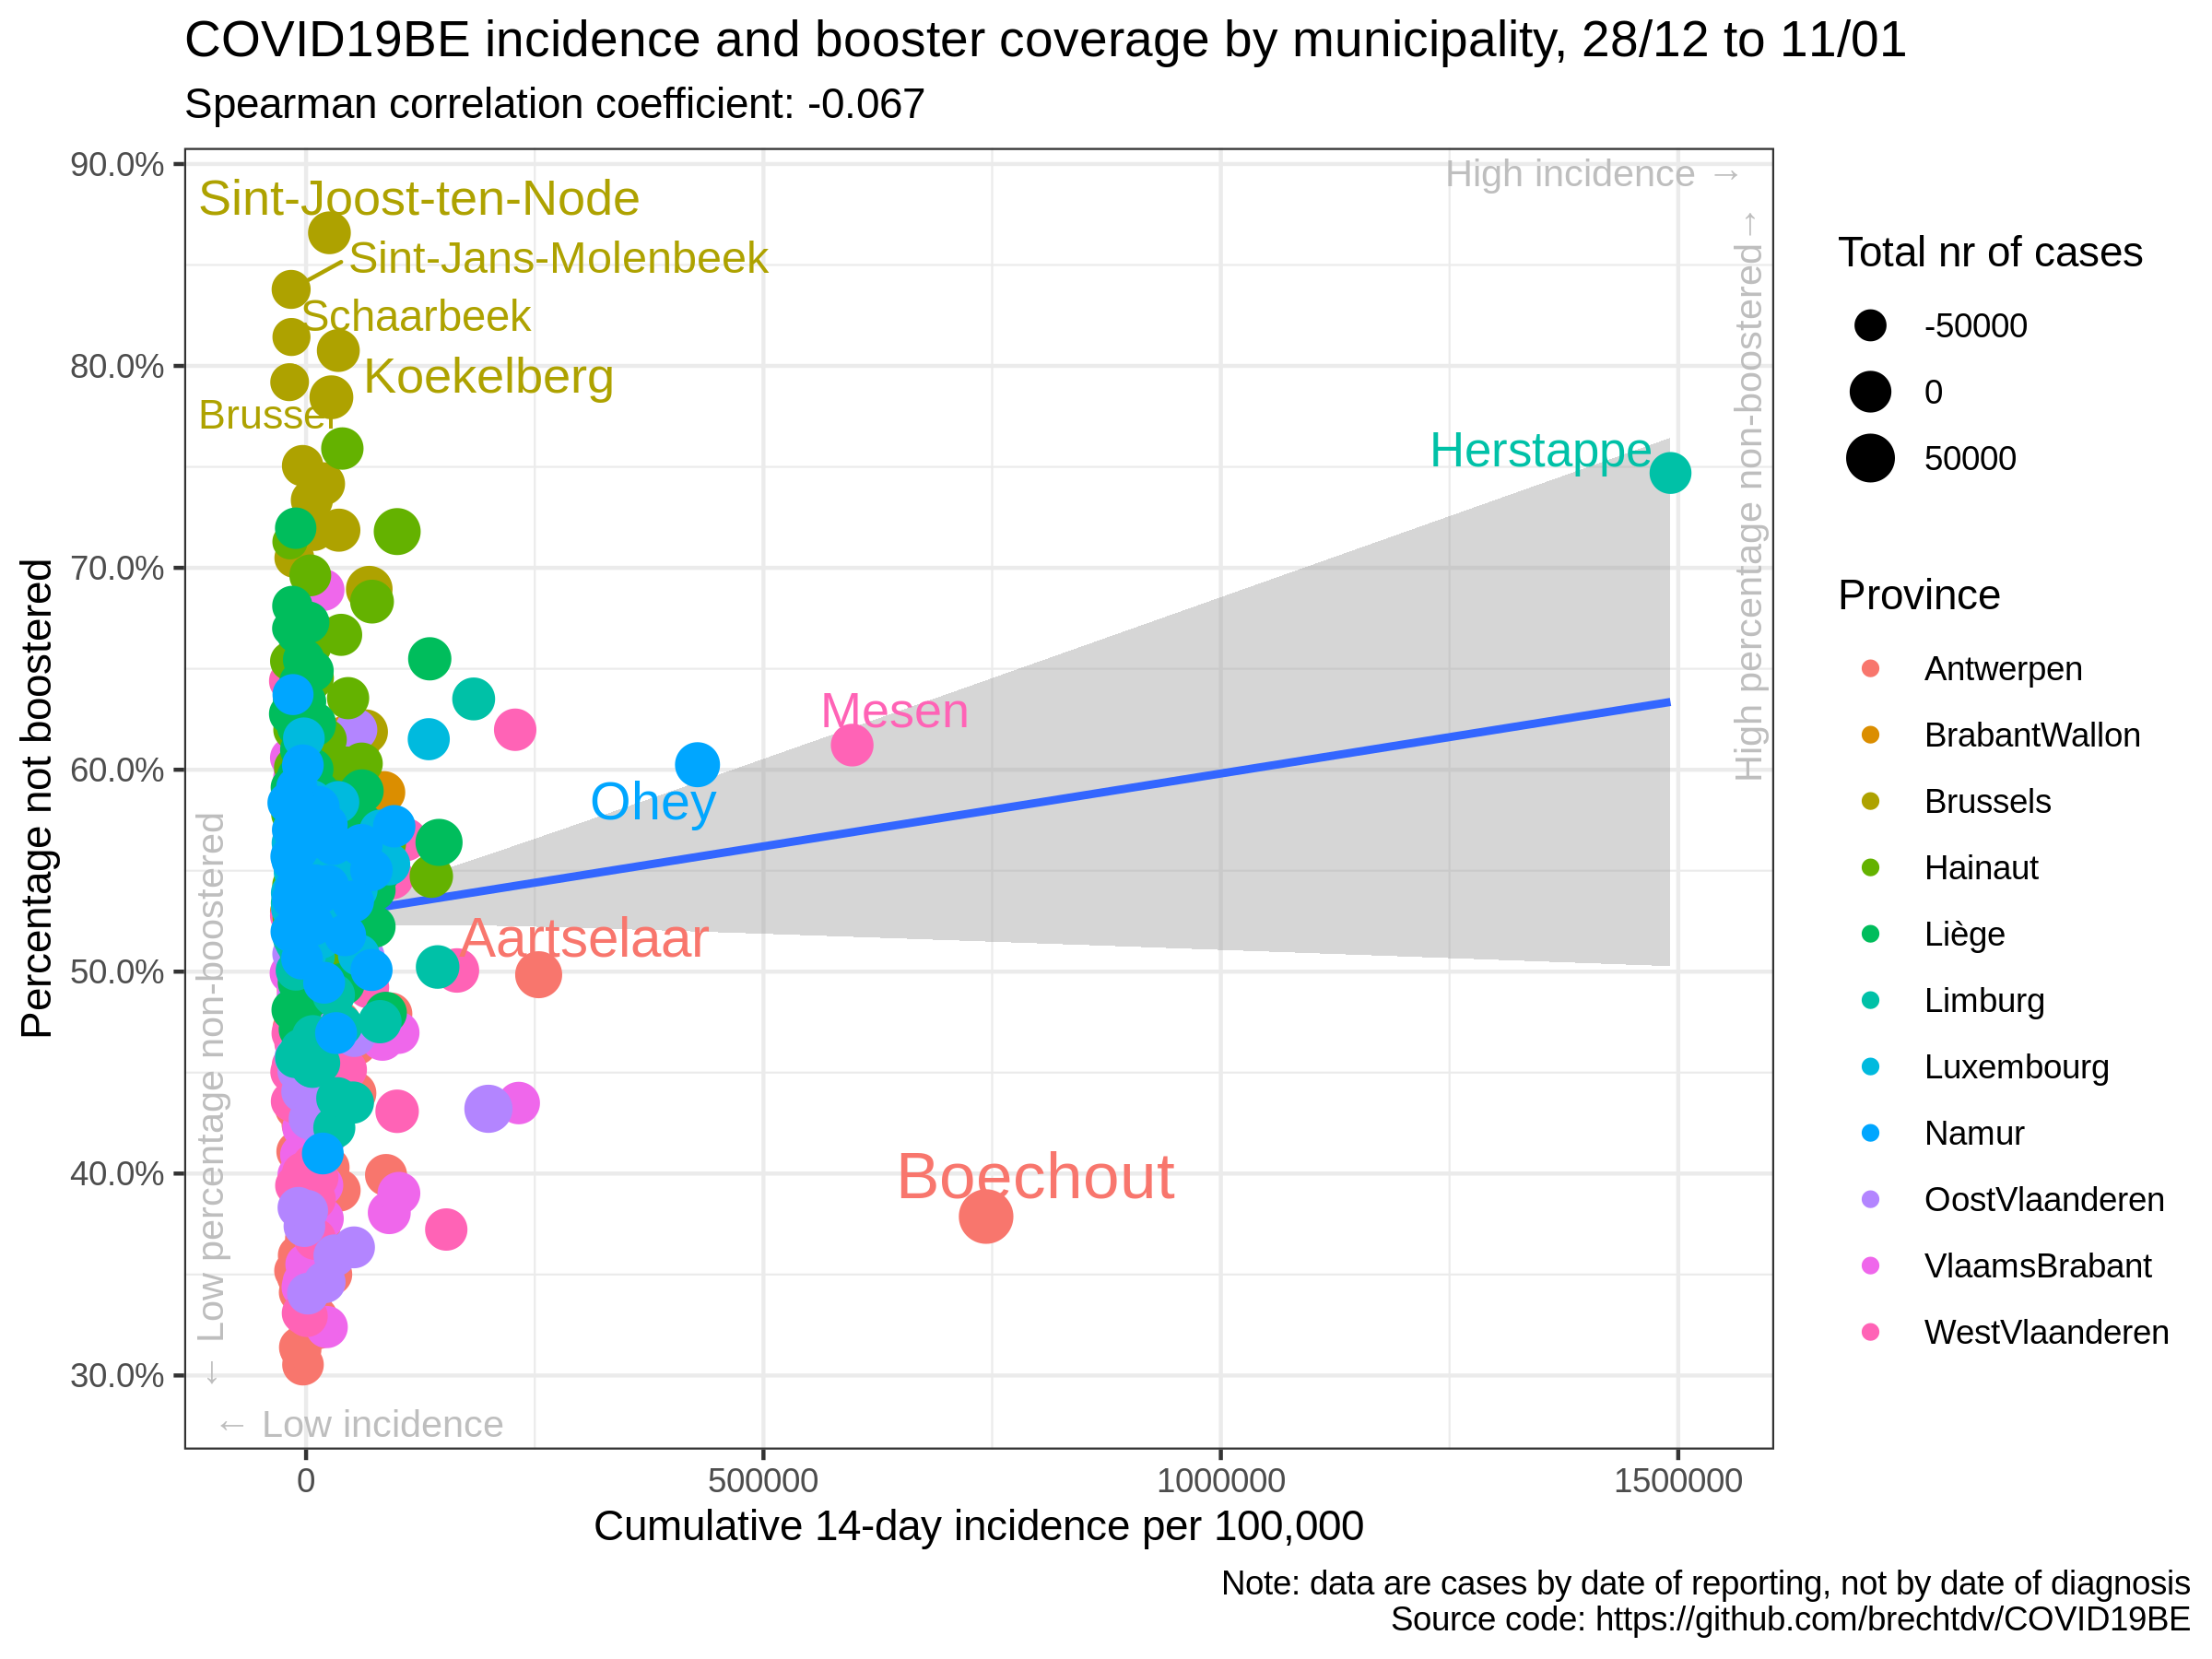 COVID19BE incidence and booster coverage by municipality, 28/12 to 11/01
Spearman correlation coefficient: -0.067
Percentage not boostered
90.0%
80.0%
70.0%
60.0%
50.0%
40.0%
30.0%
High incidence →
High percentage non-boostered →
← Low percentage non-boostered
← Low incidence
Sint-Joost-ten-Node
Sint-Jans-Molenbeek
Schaarbeek
Koekelberg
Brussel
Herstappe
Mesen
Ohey
Aartselaar
Boechout
0
500000
1000000
1500000
Cumulative 14-day incidence per 100,000
Total nr of cases
-50000
0
50000
Province
Antwerpen
BrabantWallon
Brussels
Hainaut
Liège
Limburg
Luxembourg
Namur
OostVlaanderen
VlaamsBrabant
WestVlaanderen
Note: data are cases by date of reporting, not by date of diagnosis
Source code: https://github.com/brechtdv/COVID19BE